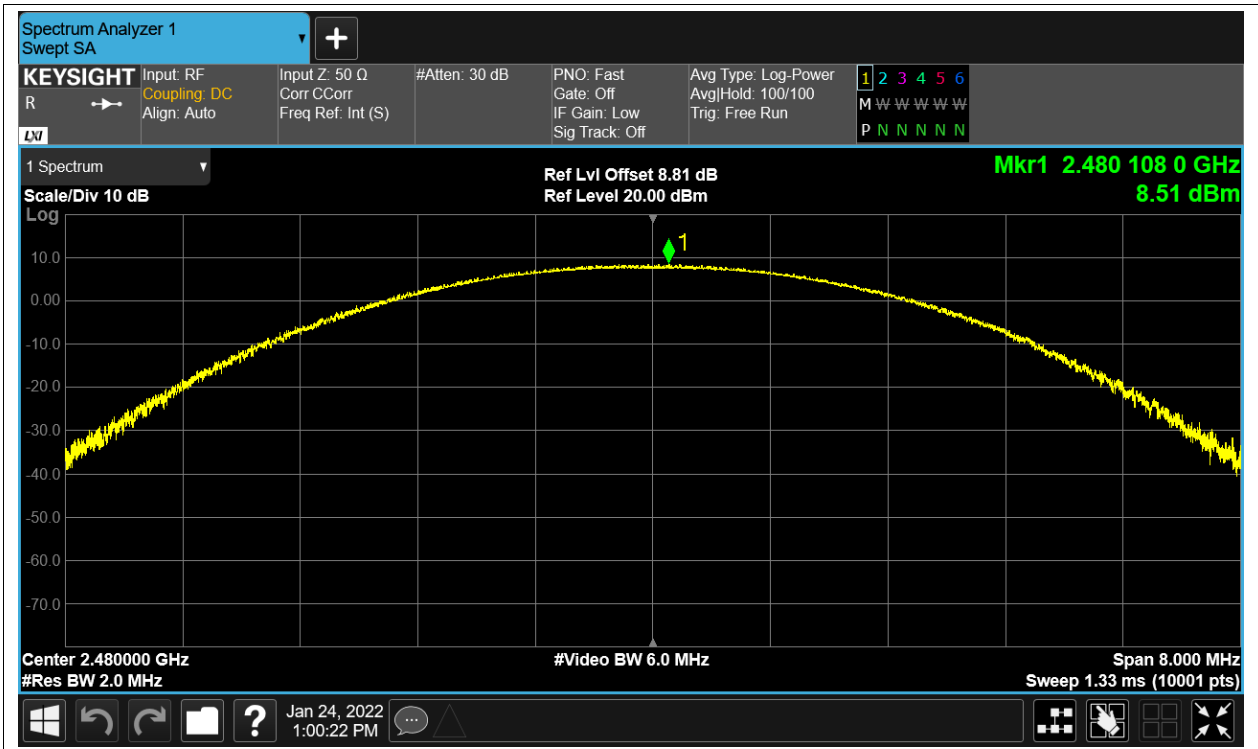 Spectrum Analyzer 1
Swept SA
KEYSIGHT
R
LXI
Input: RF
Coupling: DC
Align: Auto
Input Z: 50 Ω
Corr CCorr
Freq Ref: Int (S)
#Atten: 30 dB
PNO: Fast
Gate: Off
IF Gain: Low
Sig Track: Off
Avg Type: Log-Power
Avg|Hold: 100/100
Trig: Free Run
1 2 3 4 5 6
M W W W W W
P N N N N N
1 Spectrum
Scale/Div 10 dB
Log
Ref Lvl Offset 8.81 dB
Ref Level 20.00 dBm
Mkr1 2.480 108 0 GHz
8.51 dBm
1
10.0
0.00
-10.0
-20.0
-30.0
-40.0
-50.0
-60.0
-70.0
Center 2.480000 GHz
#Res BW 2.0 MHz
#Video BW 6.0 MHz
Span 8.000 MHz
Sweep 1.33 ms (10001 pts)
?
Jan 24, 2022
1:00:22 PM